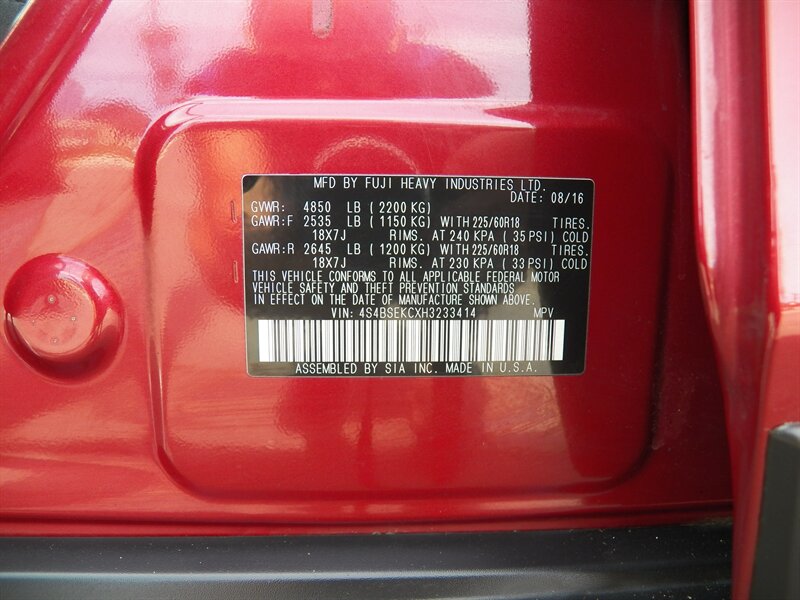 MFD BY FUJI HEAVY INDUSTRIES LTD.
DATE: 08/16
GVWR: 4850 LB (2200 KG)
GAWR:F 2535 LB (1150 KG) WITH 225/60R18 TIRES.
18X7J RIMS. AT 240 KPA (35 PSI) COLD
GAWR:R 2645 LB (1200 KG) WITH 225/60R18 TIRES.
18X7J RIMS. AT 230 KPA (33 PSI) COLD
THIS VEHICLE CONFORMS TO ALL APPLICABLE FEDERAL MOTOR
VEHICLE SAFETY AND THEFT PREVENTION STANDARDS
IN EFFECT ON THE DATE OF MANUFACTURE SHOWN ABOVE.
VIN: 4S4BSEKCXH3233414 MPV
ASSEMBLED BY SIA INC. MADE IN U.S.A.